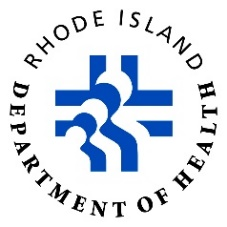 RHODE ISLAND
DEPARTMENT OF HEALTH